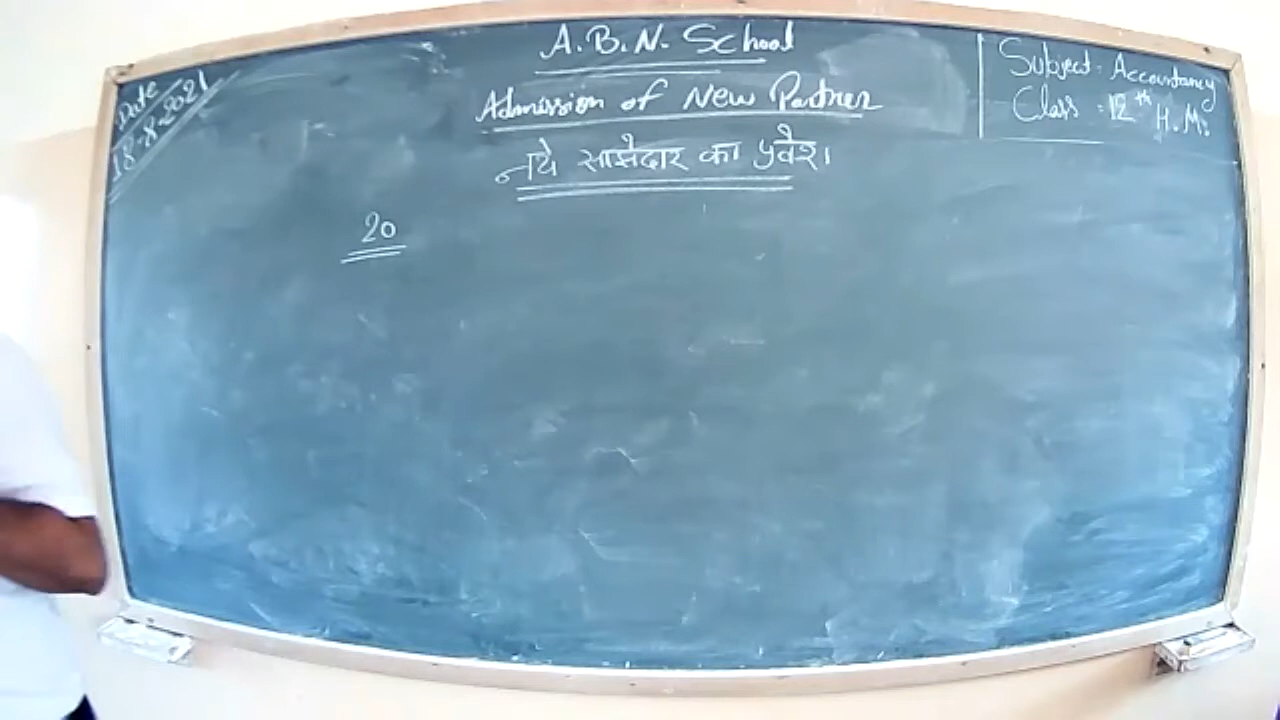 Date
18-8-2021
A.B.N. School
Admission of New Partner
नये साझेदार का प्रवेश।
Subject : Accountancy
Class : 12th H.M.
20